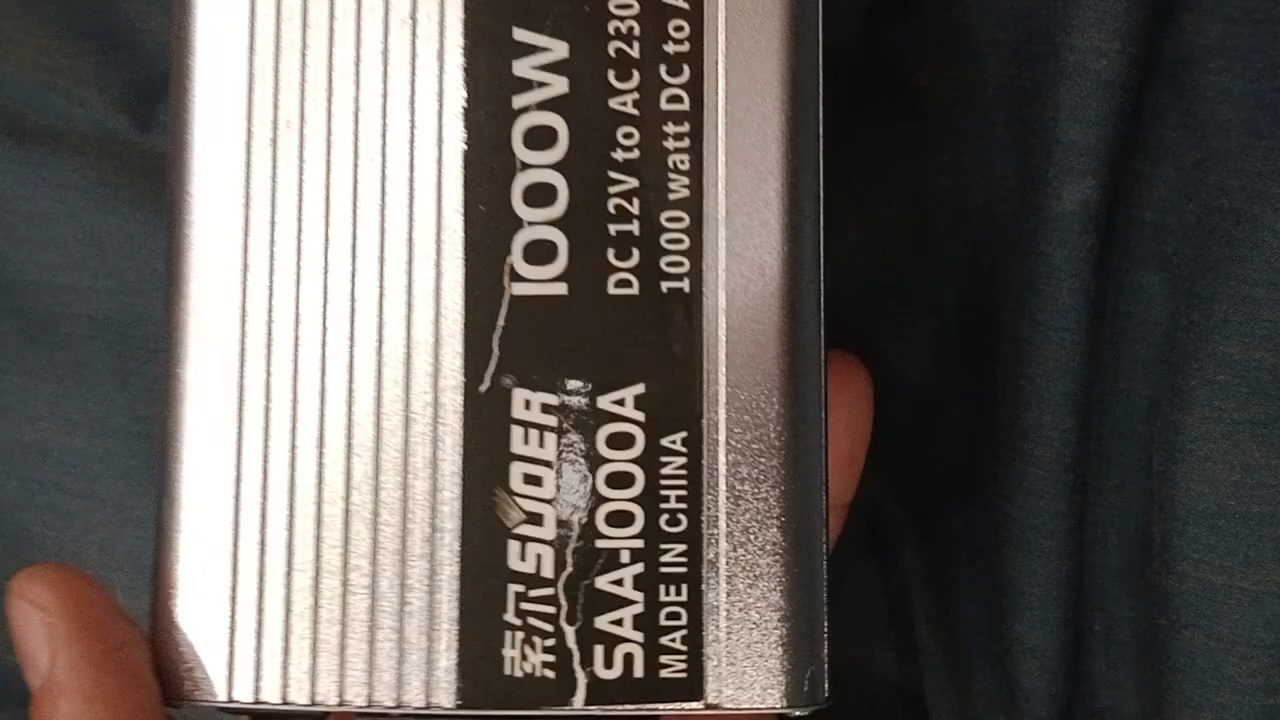 索尔 SUOER®
SAA-1000A
MADE IN CHINA
1000W
DC 12V to AC 230
1000 watt DC to A